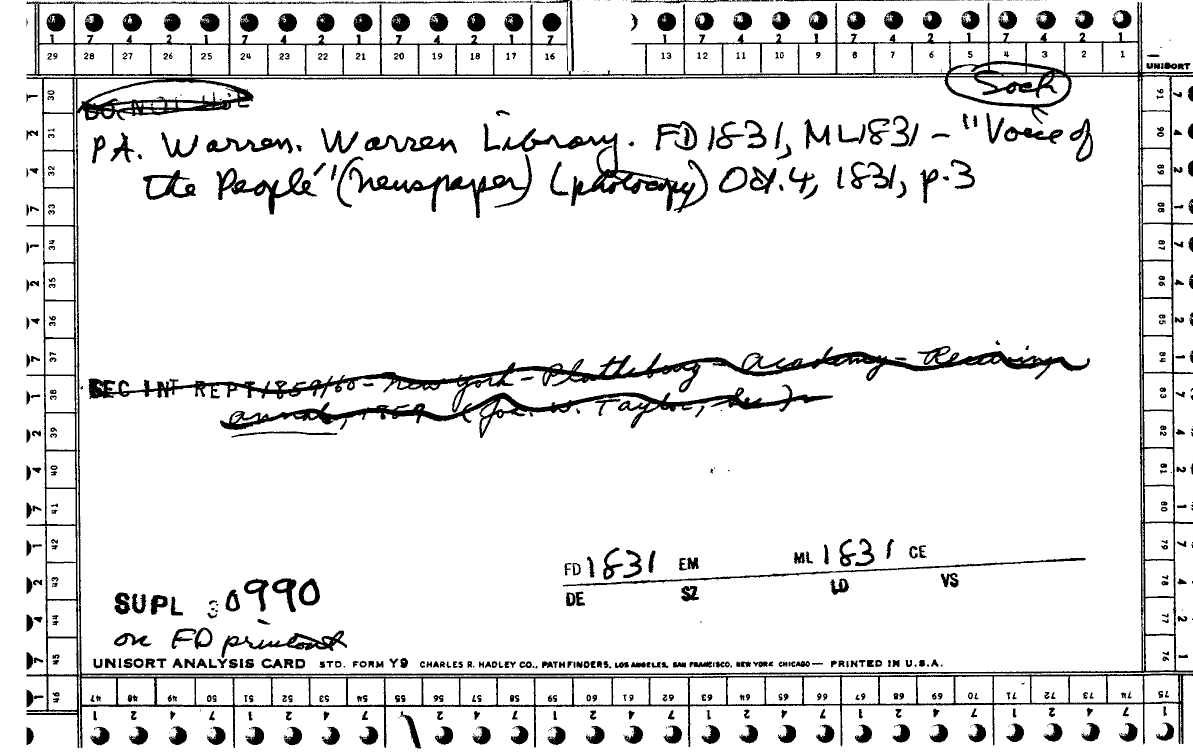 1 7 4 2 1 7 4 2 1 7 4 2 1 7 1 7 4 2 1 7 4 2 1 7 4 2 1
29 28 27 26 25 24 23 22 21 20 19 18 17 16 13 12 11 10 9 8 7 6 5 4 3 2 1
UNISORT
DO NOT USE
Soch
PA. Warren. Warren Library. FD1831, ML1831 - "Voice of
the People" (newspaper) (photocopy) Oct. 4, 1831, p.3
SEC INT REPT 1859/60 - New York - Plattsburg - Academy - Receiving
annal, 1859 (Jos. W. Taylor, Sec)
FD 1831 EM ML 1831 CE
DE SZ LD VS
SUPL 30990
on FD printout
UNISORT ANALYSIS CARD STD. FORM Y9 CHARLES R. HADLEY CO., PATHFINDERS, LOS ANGELES, SAN FRANCISCO, NEW YORK CHICAGO — PRINTED IN U.S.A.
30 31 32 33 34 35 36 37 38 39 40 41 42 43 44 45 46
91 90 89 88 87 86 85 84 83 82 81 80 79 78 77 76
47 48 49 50 51 52 53 54 55 56 57 58 59 60 61 62 63 64 65 66 67 68 69 70 71 72 73 74 75